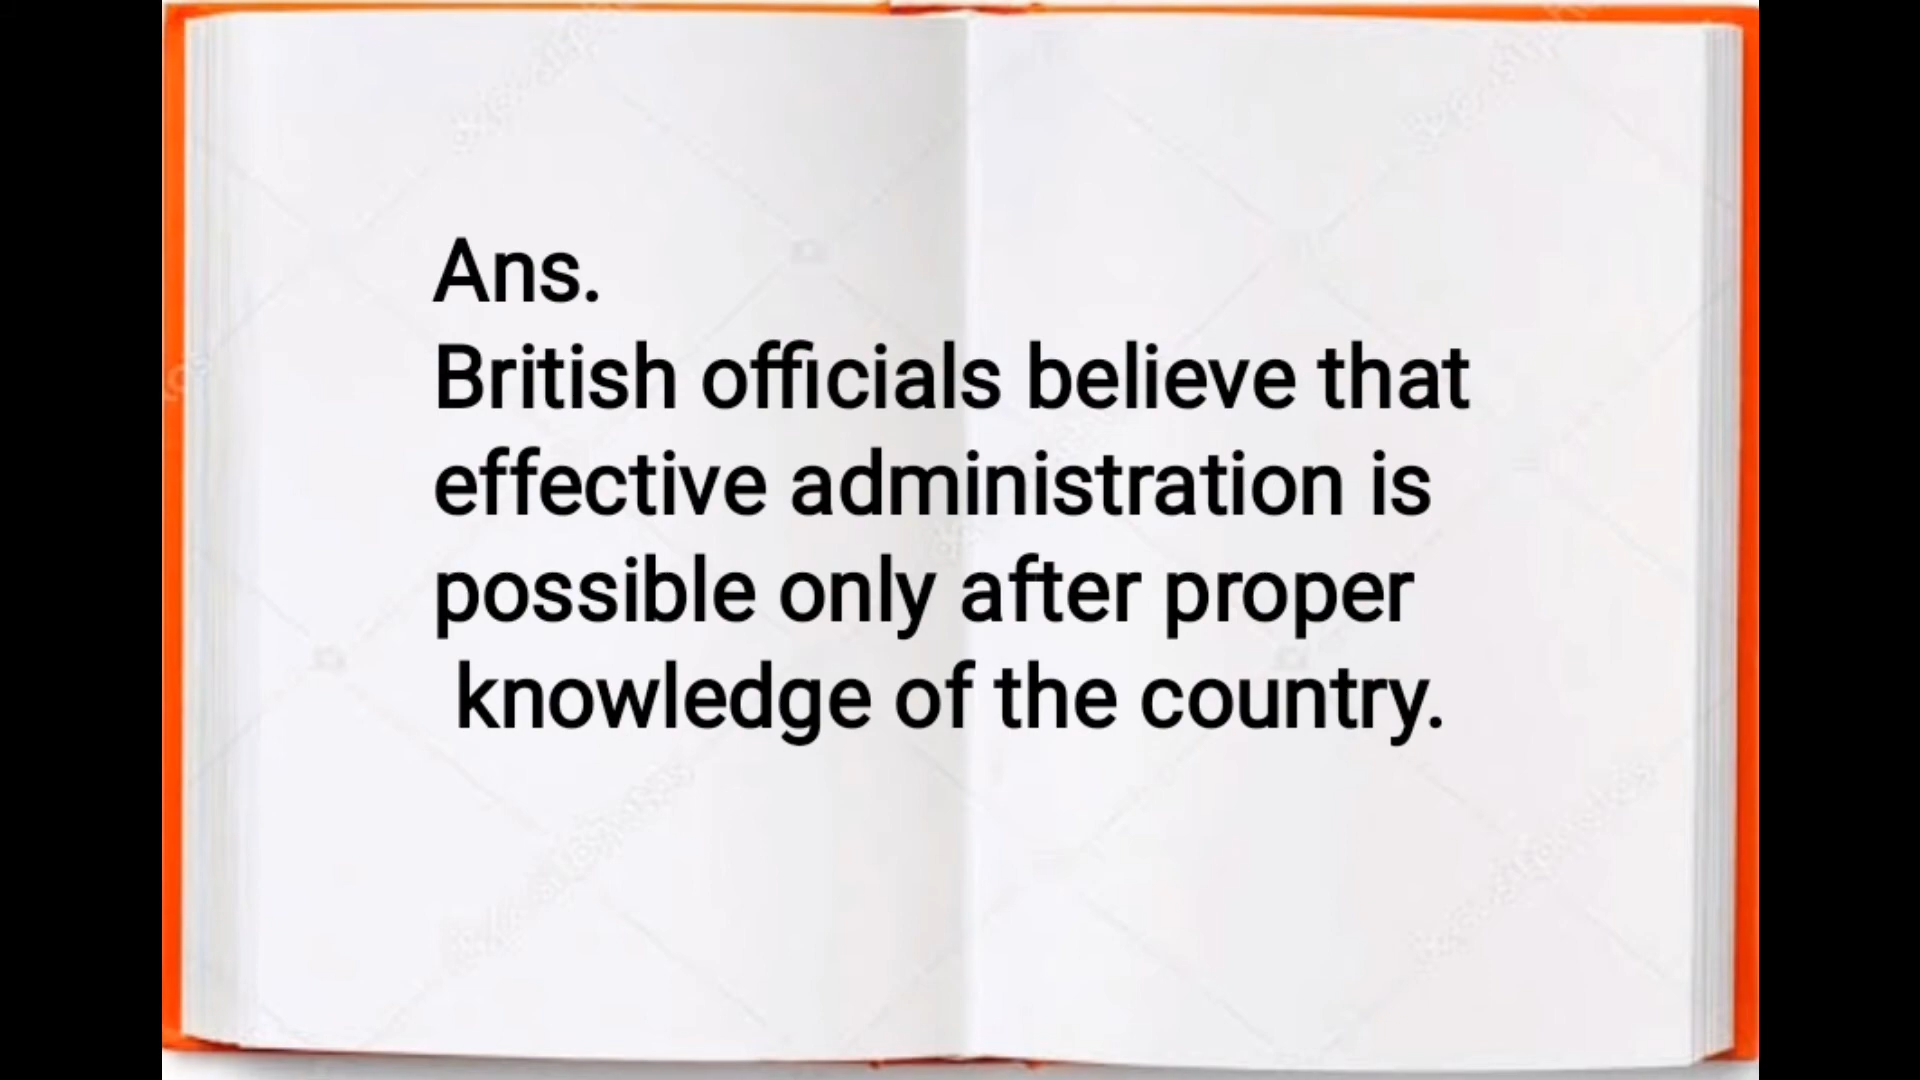 Ans.
British officials believe that
effective administration is
possible only after proper
knowledge of the country.